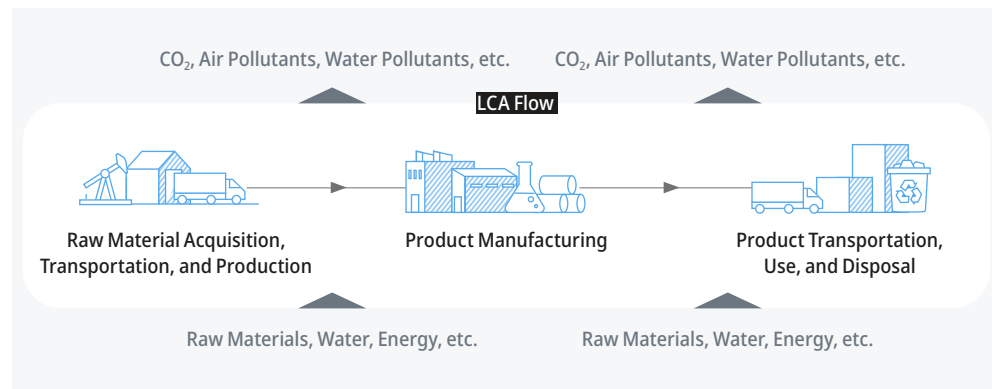 CO₂, Air Pollutants, Water Pollutants, etc.
CO₂, Air Pollutants, Water Pollutants, etc.
LCA Flow
Raw Material Acquisition,
Transportation, and Production
Product Manufacturing
Product Transportation,
Use, and Disposal
Raw Materials, Water, Energy, etc.
Raw Materials, Water, Energy, etc.